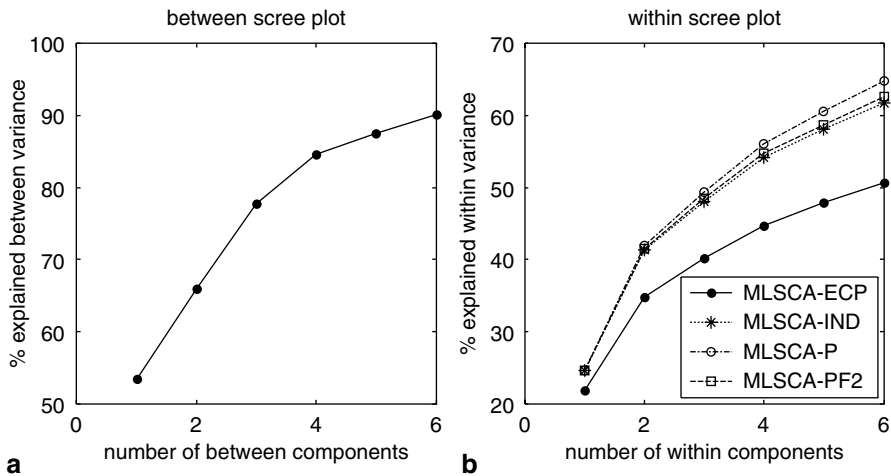 between scree plot
% explained between variance
100
90
80
70
60
50
0
2
4
6
number of between components
a
within scree plot
% explained within variance
70
60
50
40
30
20
0
2
4
6
number of within components
MLSCA-ECP
MLSCA-IND
MLSCA-P
MLSCA-PF2
b